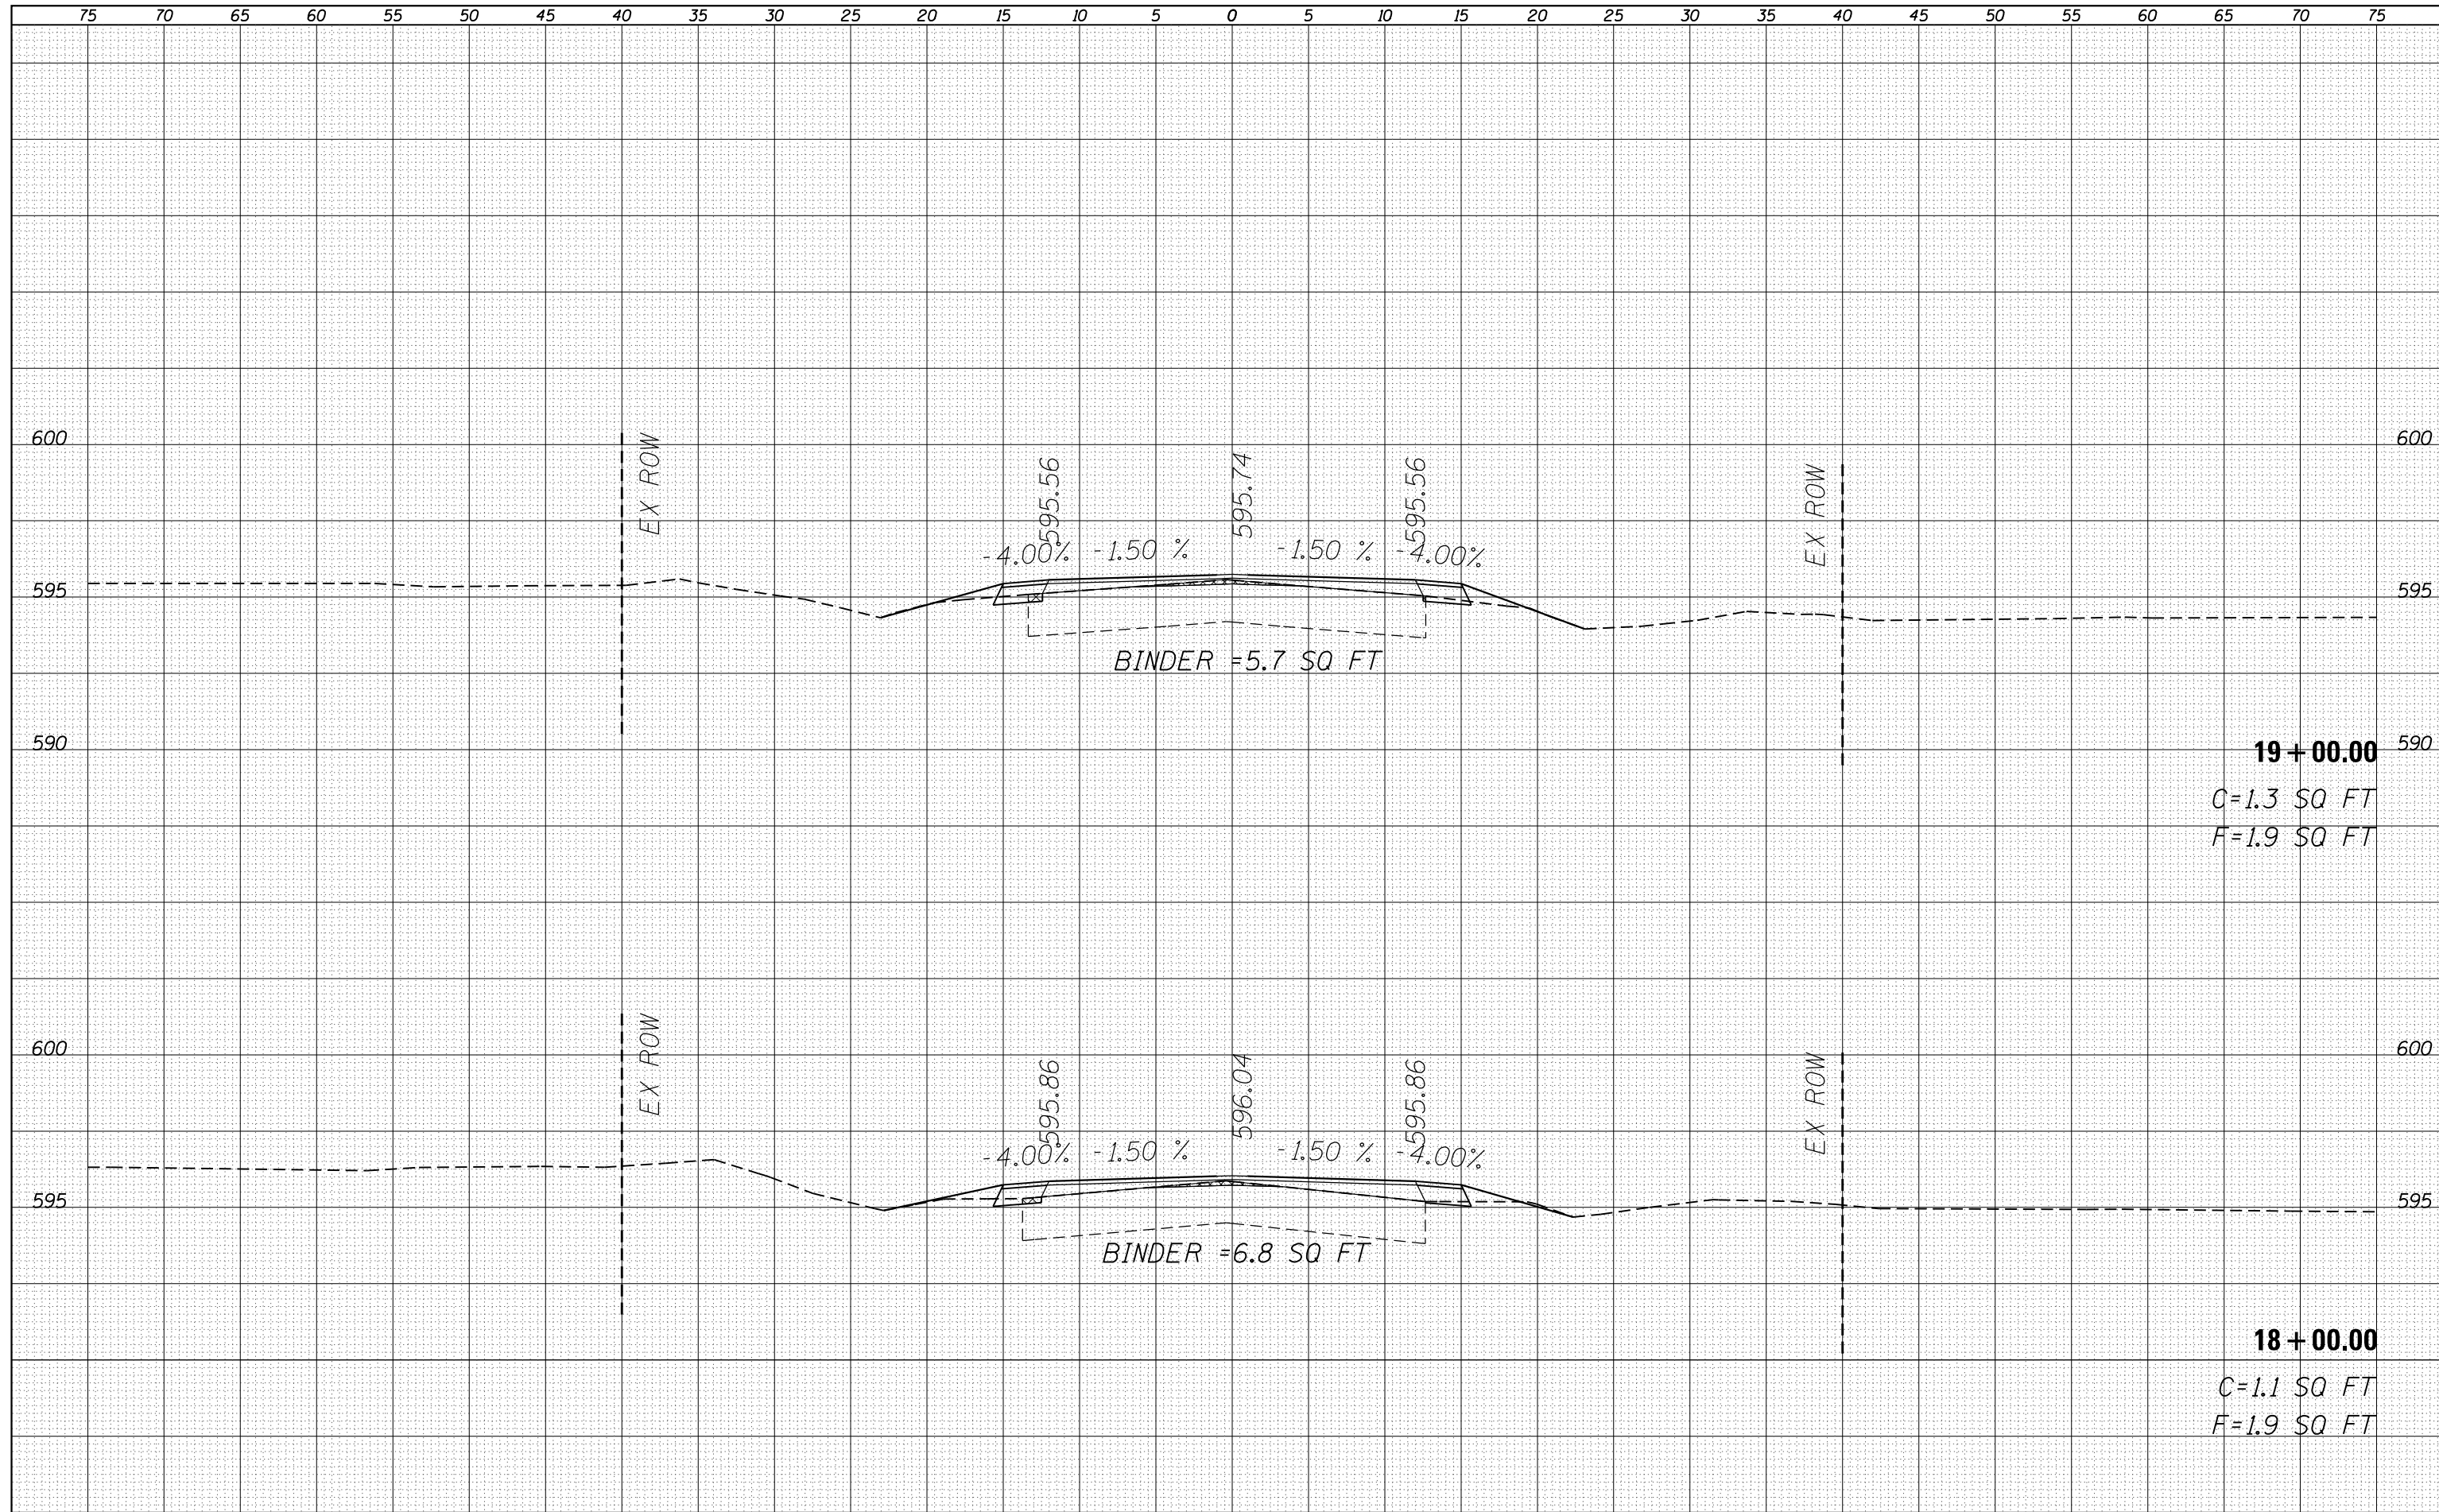 75 70 65 60 55 50 45 40 35 30 25 20 15 10 5 0 5 10 15 20 25 30 35 40 45 50 55 60 65 70 75
600 600
EX ROW 595.56 595.74 595.56 EX ROW
-4.00% -1.50 % -1.50 % -4.00%
595 595
BINDER =5.7 SQ FT
590 590
19+00.00
C=1.3 SQ FT
F=1.9 SQ FT
600 600
EX ROW 595.86 596.04 595.86 EX ROW
-4.00% -1.50 % -1.50 % -4.00%
595 595
BINDER =6.8 SQ FT
18+00.00
C=1.1 SQ FT
F=1.9 SQ FT